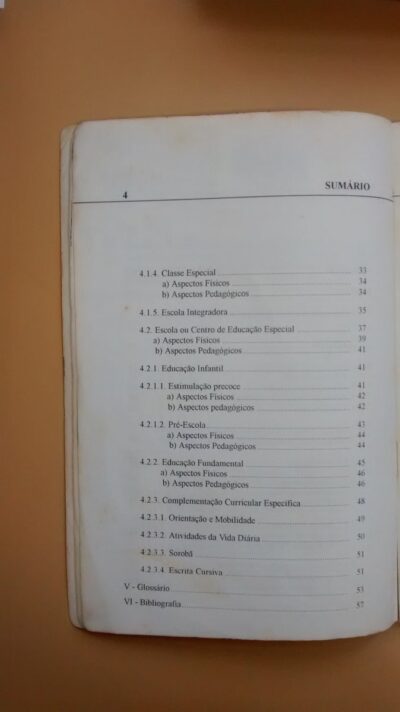 4 SUMÁRIO
4.1.4. Classe Especial 33
a) Aspectos Físicos 34
b) Aspectos Pedagógicos 34
4.1.5. Escola Integradora 35
4.2. Escola ou Centro de Educação Especial 37
a) Aspectos Físicos 39
b) Aspectos Pedagógicos 41
4.2.1. Educação Infantil 41
4.2.1.1. Estimulação precoce 41
a) Aspectos Físicos 42
b) Aspectos pedagógicos 42
4.2.1.2. Pré-Escola 43
a) Aspectos Físicos 44
b) Aspectos Pedagógicos 44
4.2.2. Educação Fundamental 45
a) Aspectos Físicos 46
b) Aspectos Pedagógicos 46
4.2.3. Complementação Curricular Específica 48
4.2.3.1. Orientação e Mobilidade 49
4.2.3.2. Atividades da Vida Diária 50
4.2.3.3. Sorobã 51
4.2.3.4. Escrita Cursiva 51
V - Glossário 53
VI - Bibliografia 57